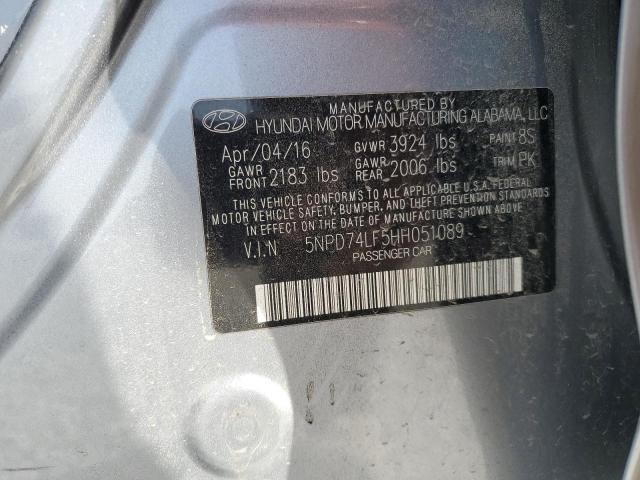 MANUFACTURED BY
HYUNDAI MOTOR MANUFACTURING ALABAMA, LLC
Apr/04/16 GVWR 3924 lbs PAINT 8S
GAWR FRONT 2183 lbs GAWR REAR 2006 lbs TRIM PK
THIS VEHICLE CONFORMS TO ALL APPLICABLE U.S.A. FEDERAL
MOTOR VEHICLE SAFETY, BUMPER, AND THEFT PREVENTION STANDARDS
IN EFFECT ON THE DATE OF MANUFACTURE SHOWN ABOVE.
V.I.N. 5NPD74LF5HH051089
PASSENGER CAR